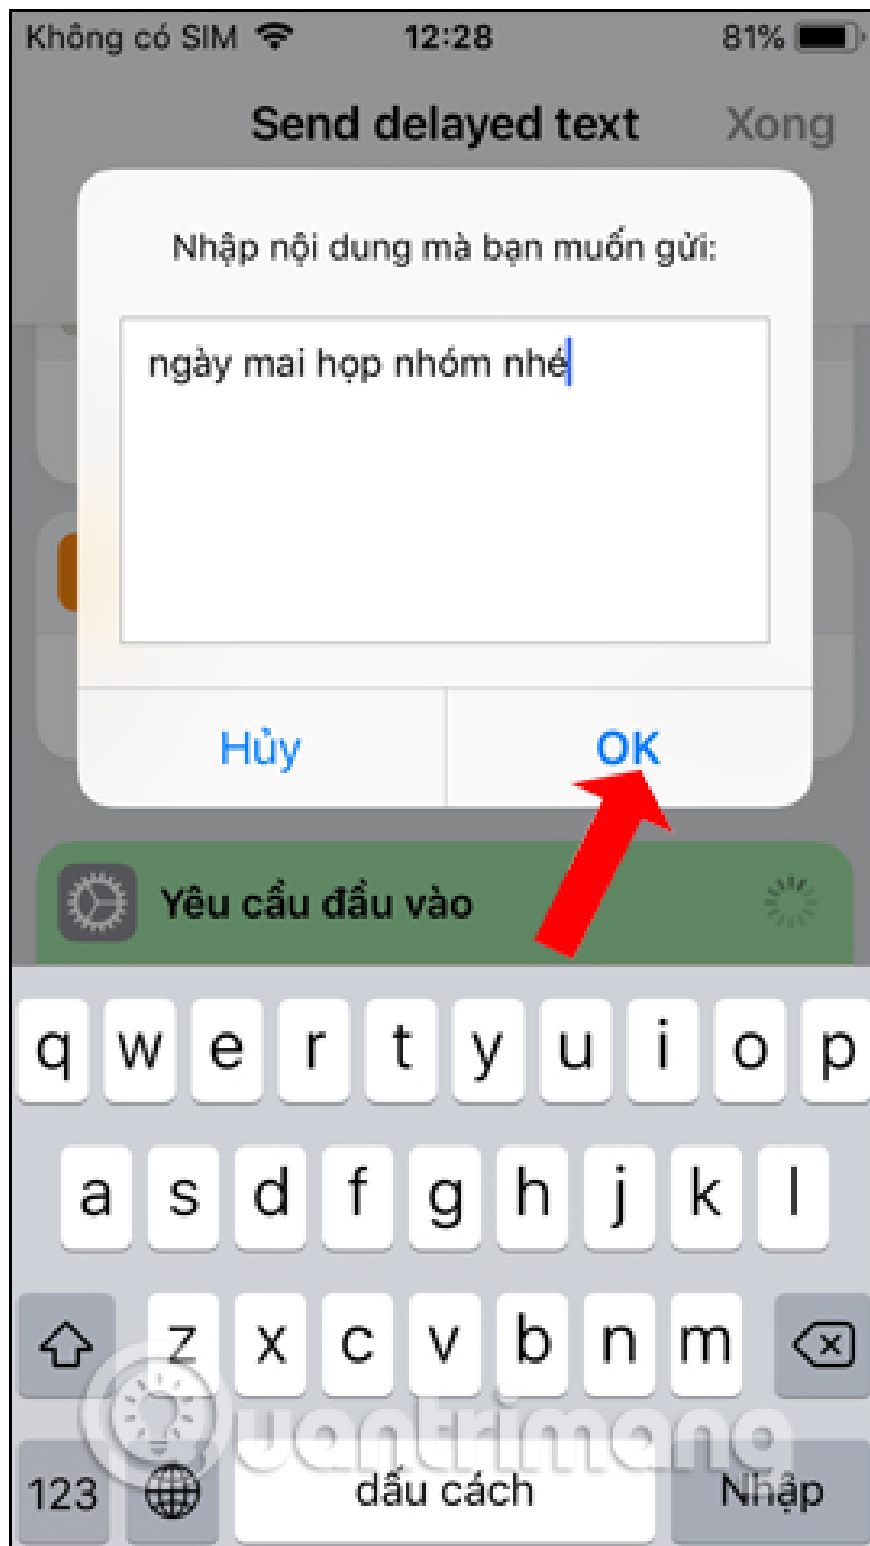 Không có SIM 12:28 81%
Send delayed text Xong
Nhập nội dung mà bạn muốn gửi:
ngày mai họp nhóm nhé
Hủy OK
Yêu cầu đầu vào
q w e r t y u i o p
a s d f g h j k l
z x c v b n m
Quantrimang
123 dấu cách Nhập